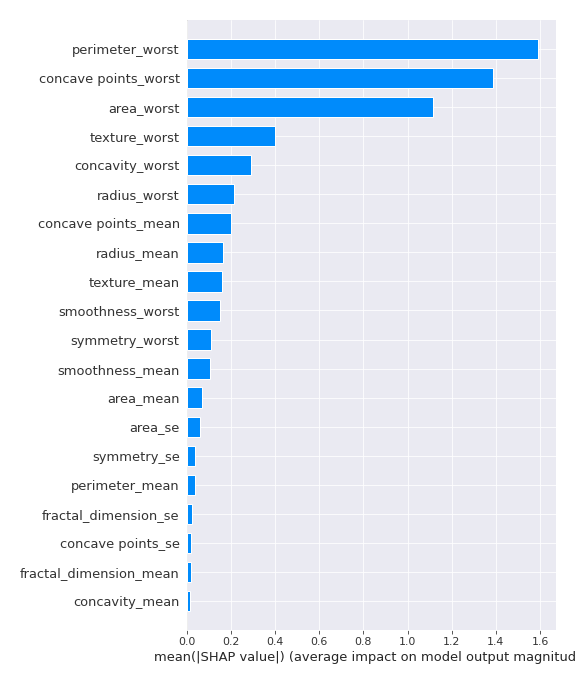 perimeter_worst
concave points_worst
area_worst
texture_worst
concavity_worst
radius_worst
concave points_mean
radius_mean
texture_mean
smoothness_worst
symmetry_worst
smoothness_mean
area_mean
area_se
symmetry_se
perimeter_mean
fractal_dimension_se
concave points_se
fractal_dimension_mean
concavity_mean
0.0 0.2 0.4 0.6 0.8 1.0 1.2 1.4 1.6
mean(|SHAP value|) (average impact on model output magnitud